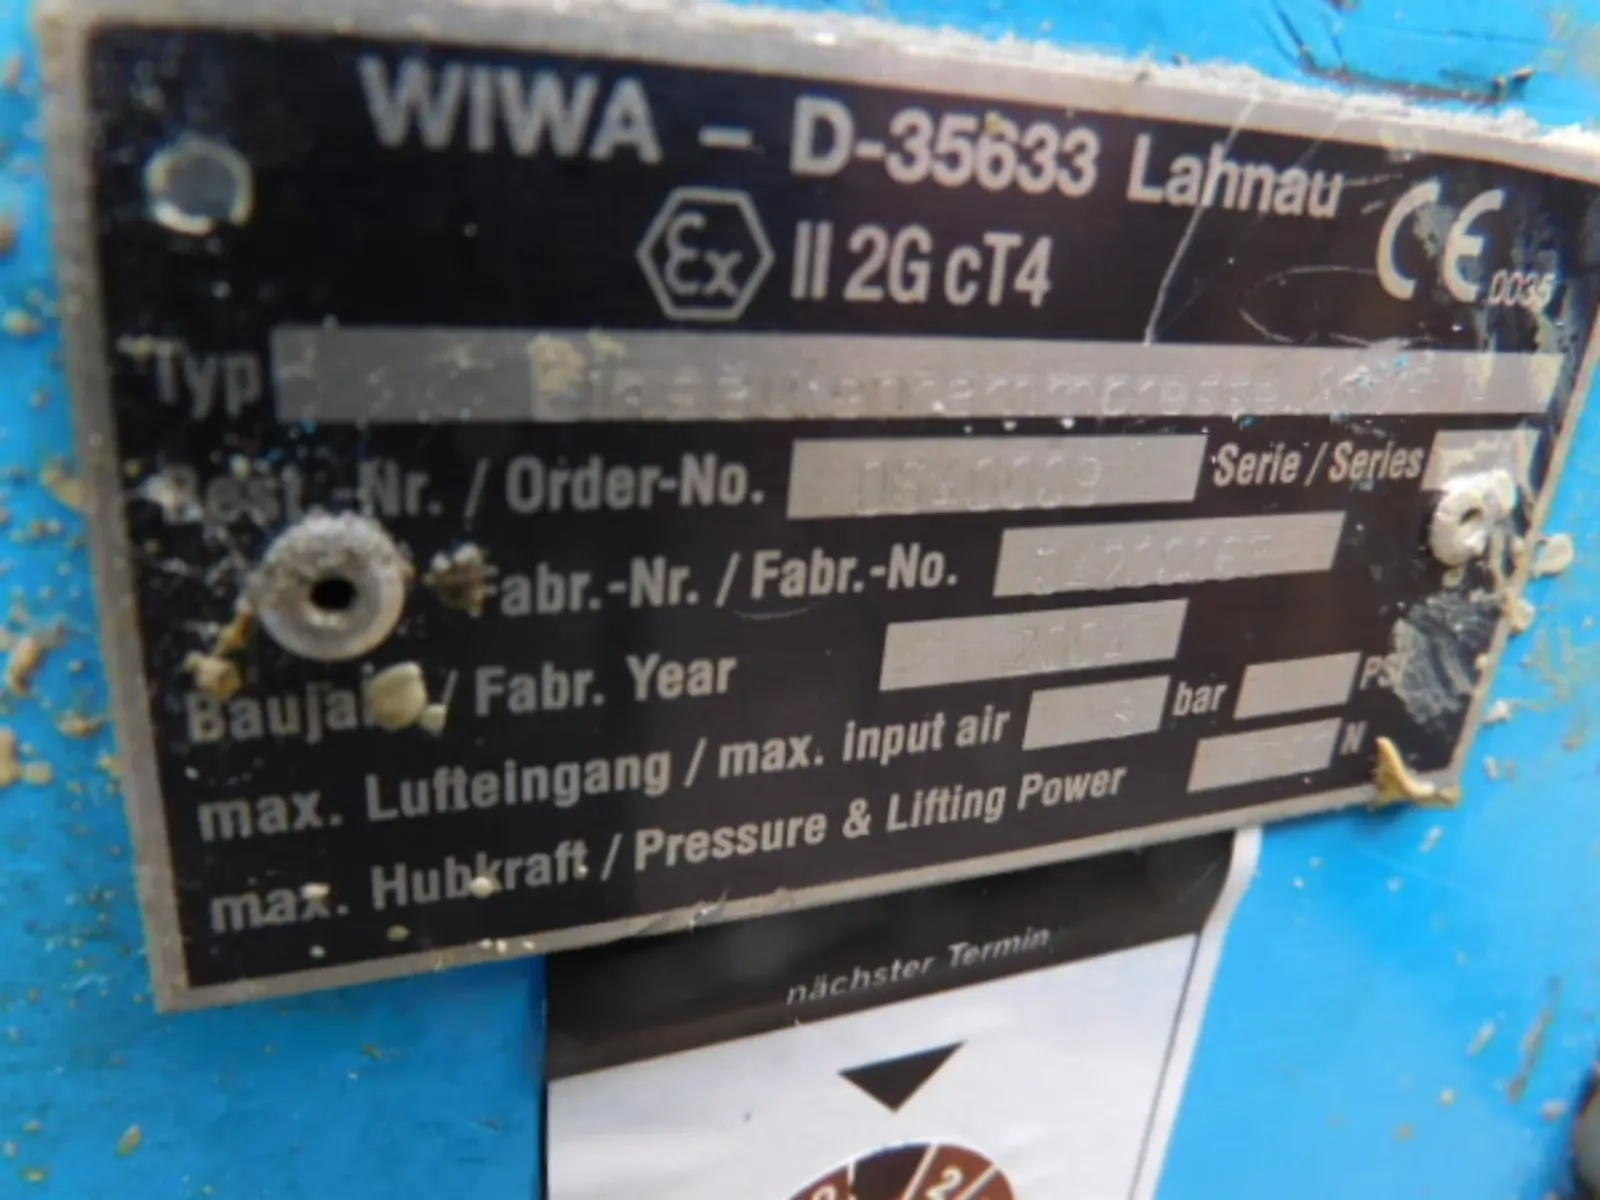 WIWA - D-35633 Lahnau
Ex II 2G cT4 CE 0035
Typ
Best.-Nr. / Order-No. Serie / Series
Fabr.-Nr. / Fabr.-No.
Baujahr / Fabr. Year
max. Lufteingang / max. input air bar PSI
max. Hubkraft / Pressure & Lifting Power N
nächster Termin
2